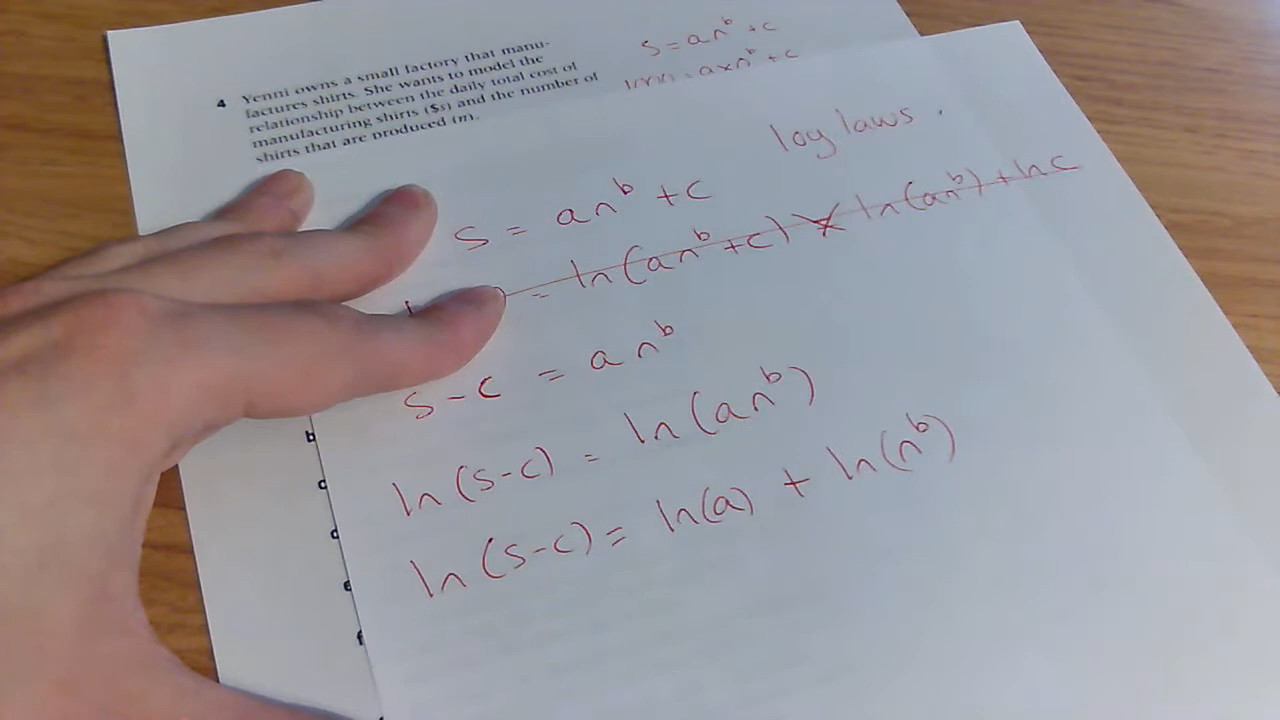 4 Yenni owns a small factory that manu-
factures shirts. She wants to model the
relationship between the daily total cost of
manufacturing shirts ($s) and the number of
shirts that are produced (n).
s = an^b + c
= a×n^b + c
log laws.
s = an^b + c
= ln(an^b + c) ln(an^b) + ln c
s - c = an^b
ln(s-c) = ln(an^b)
ln(s-c) = ln(a) + ln(n^b)
b
c
d
e
f